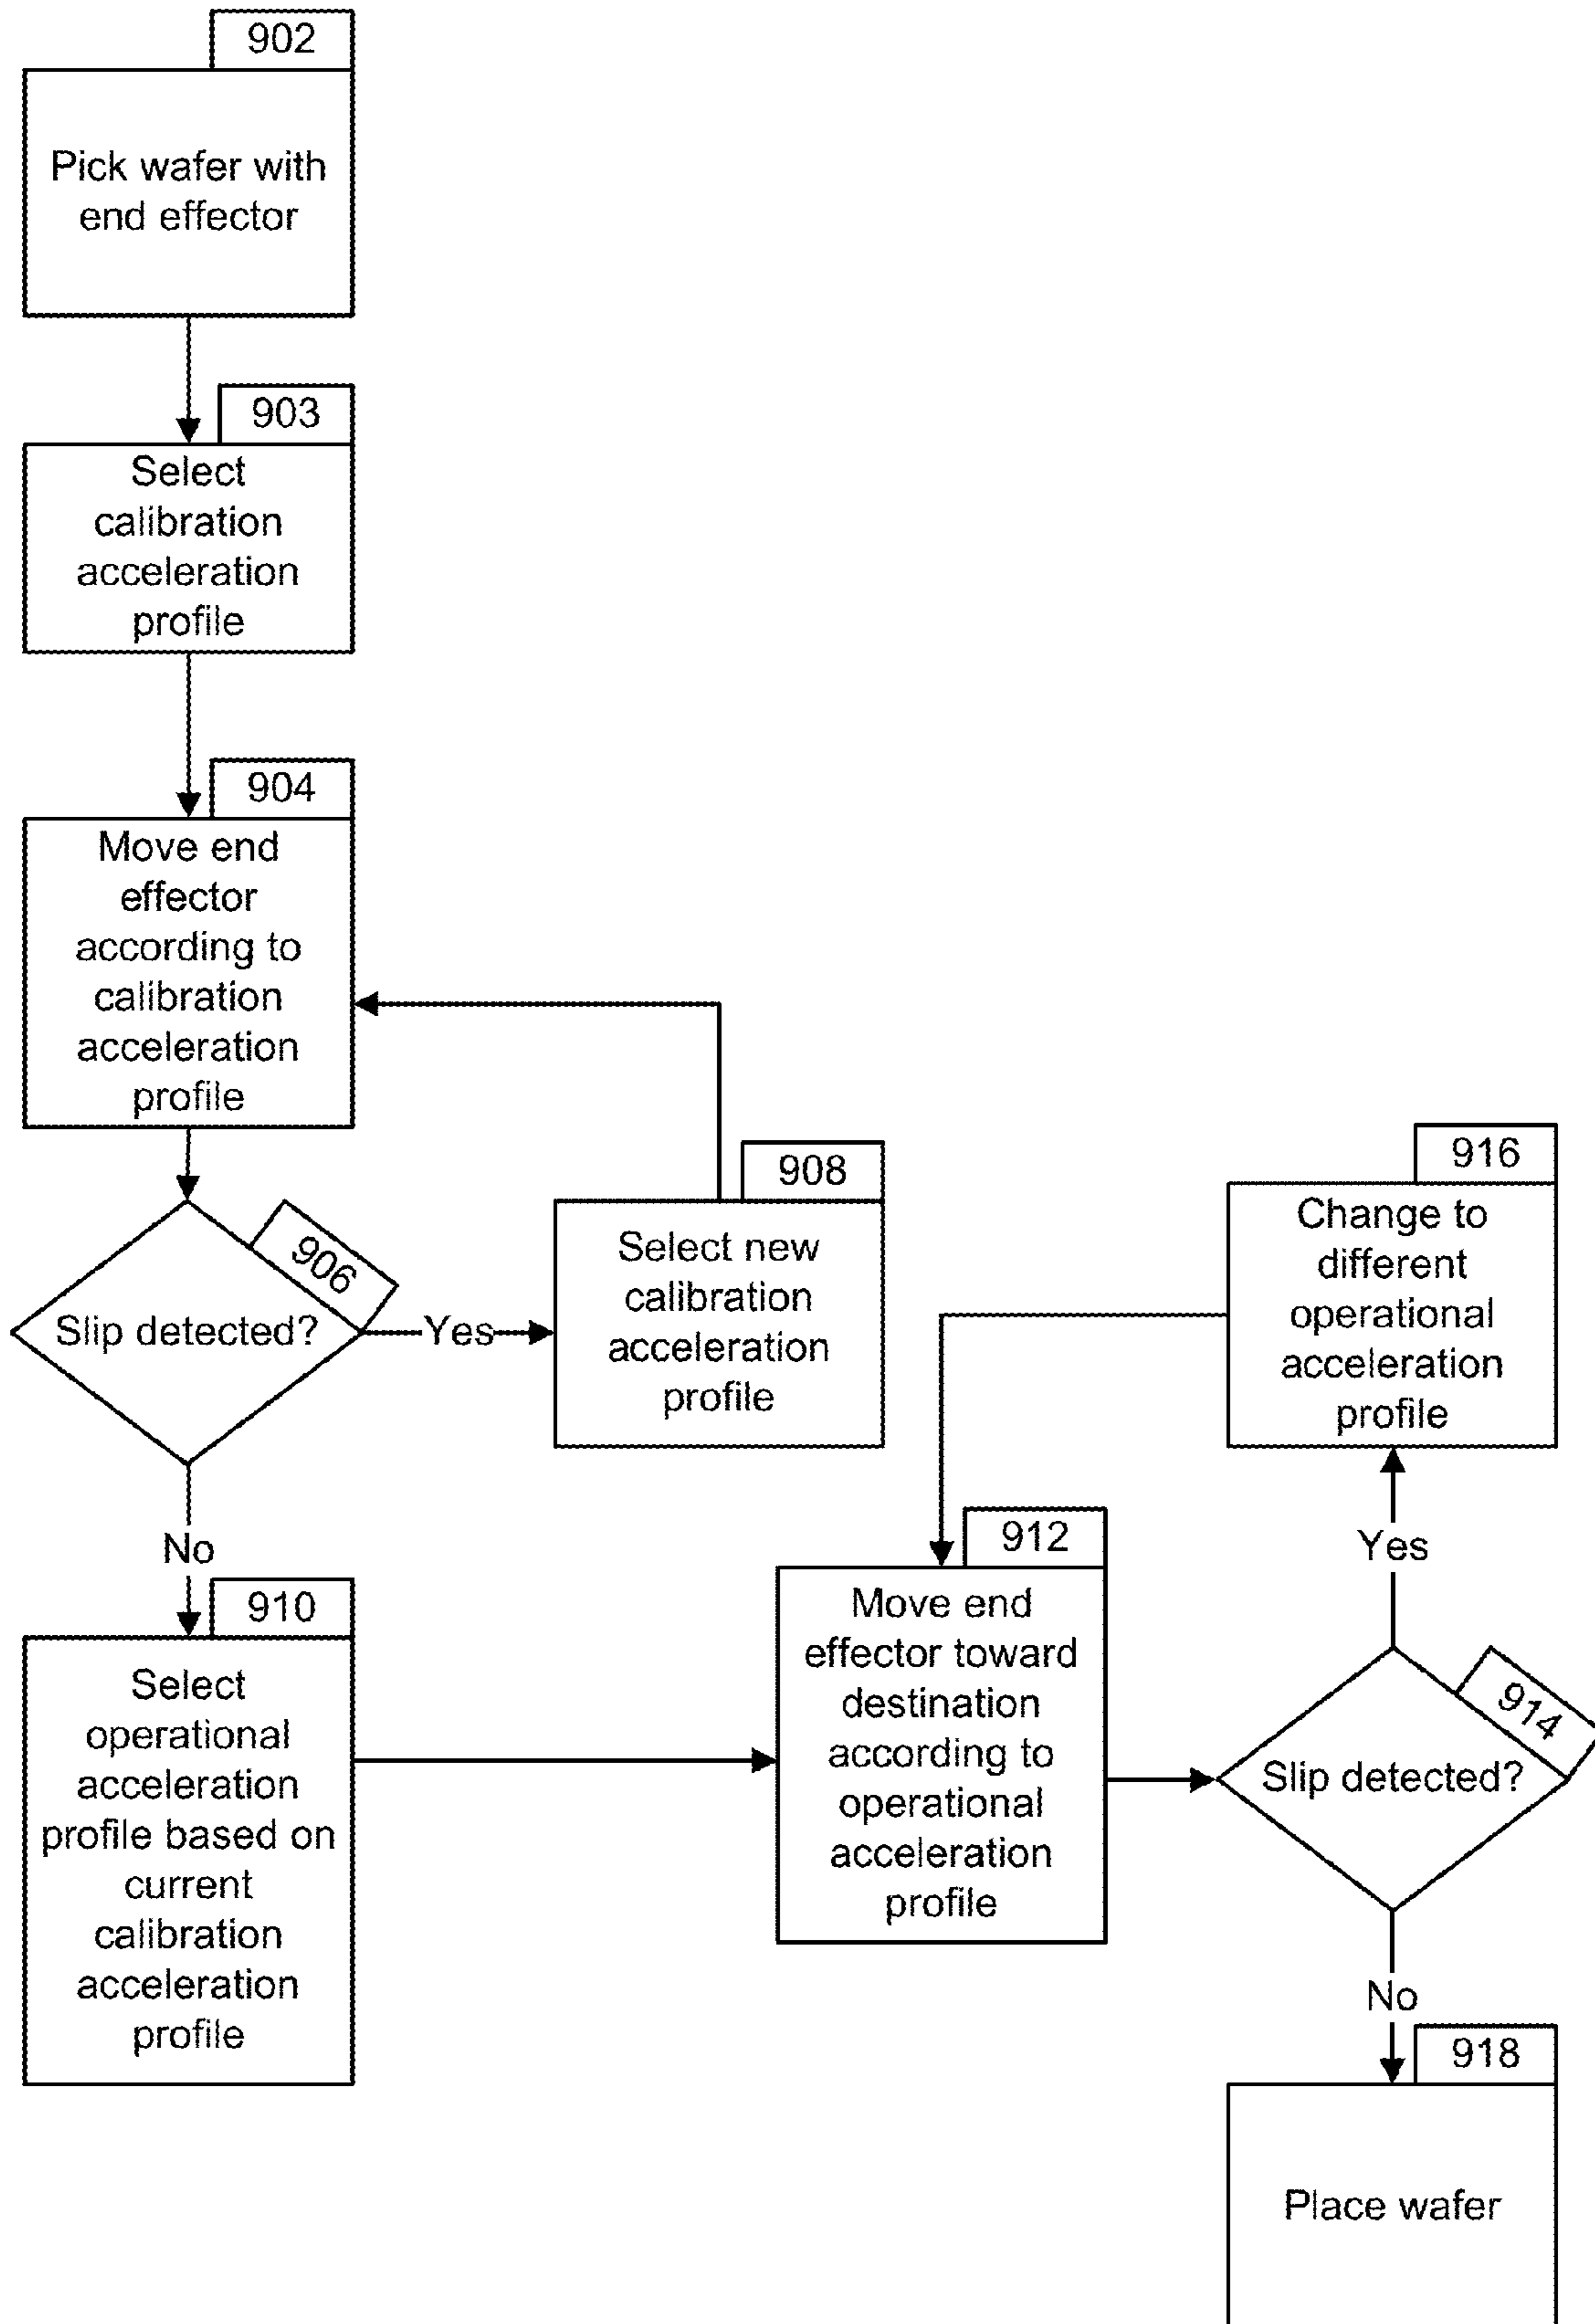 902
Pick wafer with
end effector
903
Select
calibration
acceleration
profile
904
Move end
effector
according to
calibration
acceleration
profile
906
Slip detected?
Yes
908
Select new
calibration
acceleration
profile
No
910
Select
operational
acceleration
profile based on
current
calibration
acceleration
profile
912
Move end
effector toward
destination
according to
operational
acceleration
profile
914
Slip detected?
Yes
916
Change to
different
operational
acceleration
profile
No
918
Place wafer